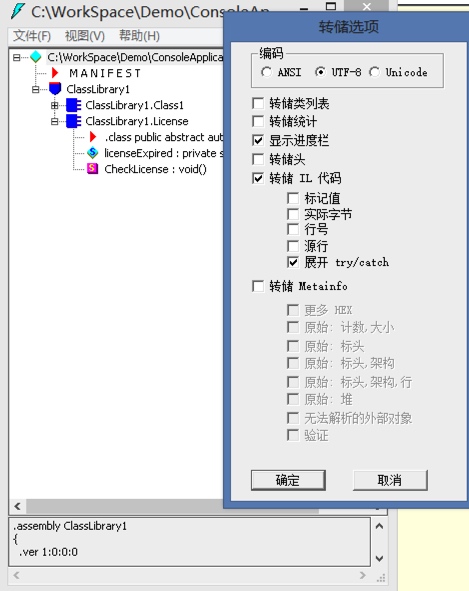 C:\WorkSpace\Demo\ConsoleAp
文件(F) 视图(V) 帮助(H)
C:\WorkSpace\Demo\ConsoleApplica
M A N I F E S T
ClassLibrary1
ClassLibrary1.Class1
ClassLibrary1.License
.class public abstract aut
licenseExpired : private s
CheckLicense : void()
.assembly ClassLibrary1
{
.ver 1:0:0:0
转储选项
编码
ANSI UTF-8 Unicode
转储类列表
转储统计
显示进度栏
转储头
转储 IL 代码
标记值
实际字节
行号
源行
展开 try/catch
转储 Metainfo
更多 HEX
原始: 计数,大小
原始: 标头
原始: 标头,架构
原始: 标头,架构,行
原始: 堆
无法解析的外部对象
验证
确定 取消